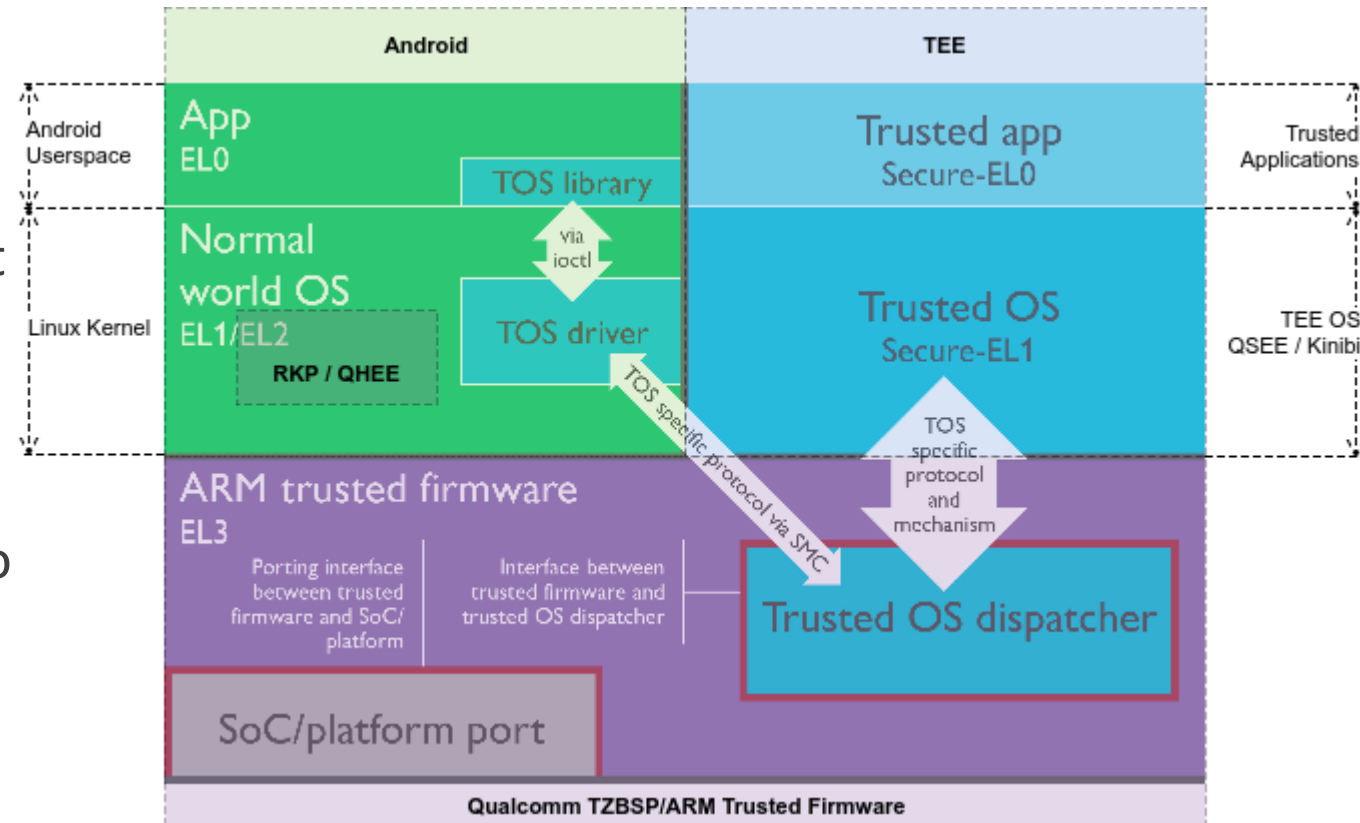 Android
TEE
Android
Userspace
App
EL0
TOS library
Trusted app
Secure-EL0
Trusted
Applications
Linux Kernel
Normal
world OS
EL1/EL2
RKP / QHEE
via
ioctl
TOS driver
Trusted OS
Secure-EL1
TEE OS
QSEE / Kinibi
TOS specific protocol via SMC
TOS
specific
protocol
and
mechanism
ARM trusted firmware
EL3
Porting interface
between trusted
firmware and SoC/
platform
Interface between
trusted firmware and
trusted OS dispatcher
Trusted OS dispatcher
SoC/platform port
Qualcomm TZBSP/ARM Trusted Firmware